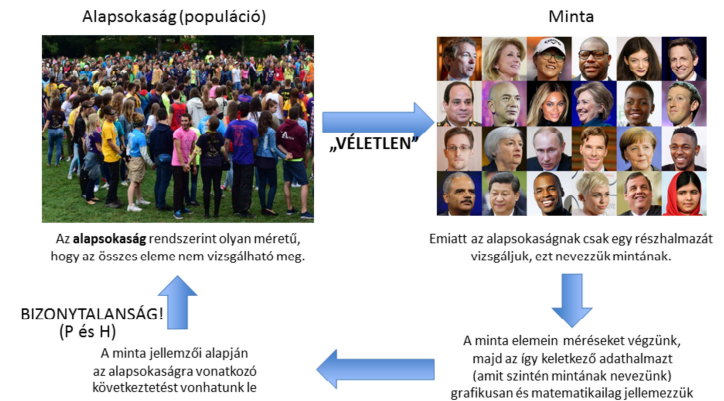 Alapsokaság (populáció)
Minta
„VÉLETLEN”
Az alapsokaság rendszerint olyan méretű,
hogy az összes eleme nem vizsgálható meg.
Emiatt az alapsokaságnak csak egy részhalmazát
vizsgáljuk, ezt nevezzük mintának.
BIZONYTALANSÁG!
(P és H)
A minta jellemzői alapján
az alapsokaságra vonatkozó
következtetést vonhatunk le
A minta elemein méréseket végzünk,
majd az így keletkező adathalmazt
(amit szintén mintának nevezünk)
grafikusan és matematikailag jellemezzük